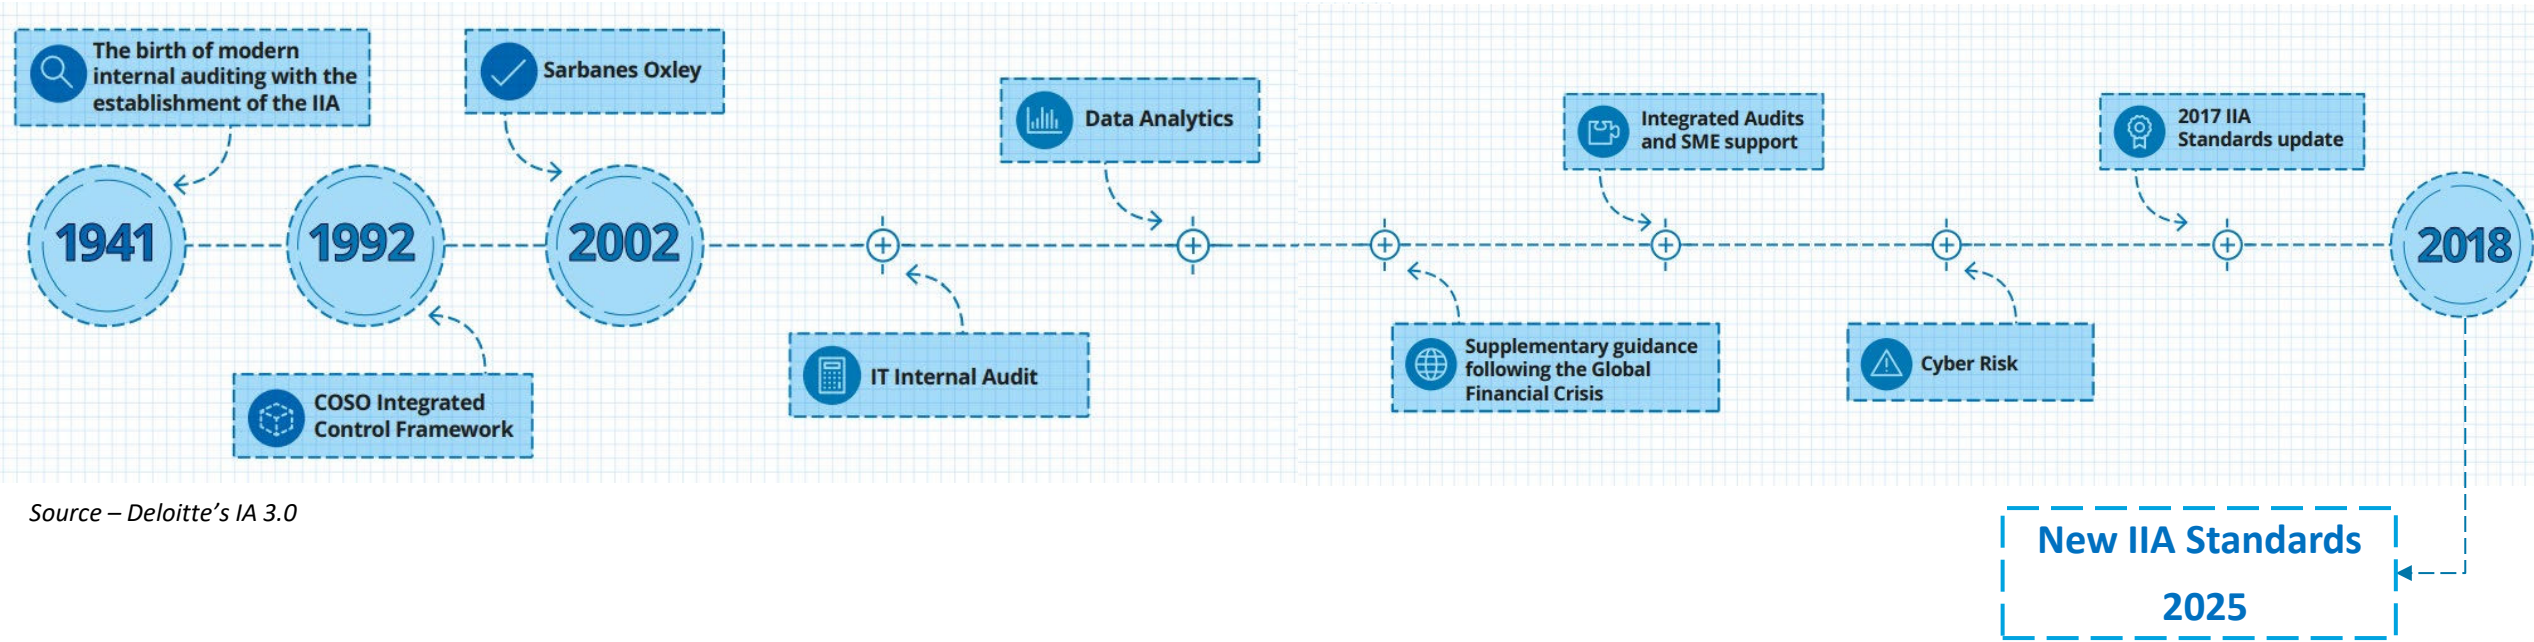 The birth of modern
internal auditing with the
establishment of the IIA
Sarbanes Oxley
Data Analytics
Integrated Audits
and SME support
2017 IIA
Standards update
1941
1992
2002
2018
COSO Integrated
Control Framework
IT Internal Audit
Supplementary guidance
following the Global
Financial Crisis
Cyber Risk
Source – Deloitte's IA 3.0
New IIA Standards
2025